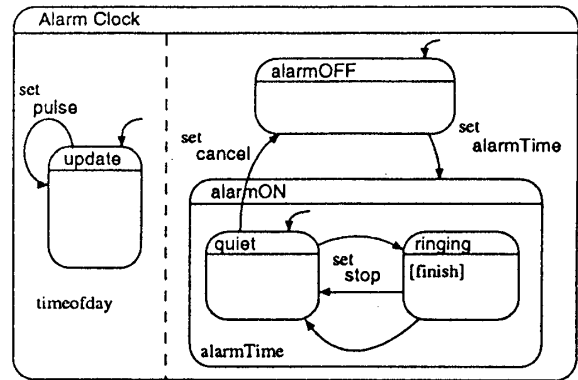 Alarm Clock
set
pulse
update
timeofday
alarmOFF
set
cancel
set
alarmTime
alarmON
quiet
set
stop
ringing
[finish]
alarmTime